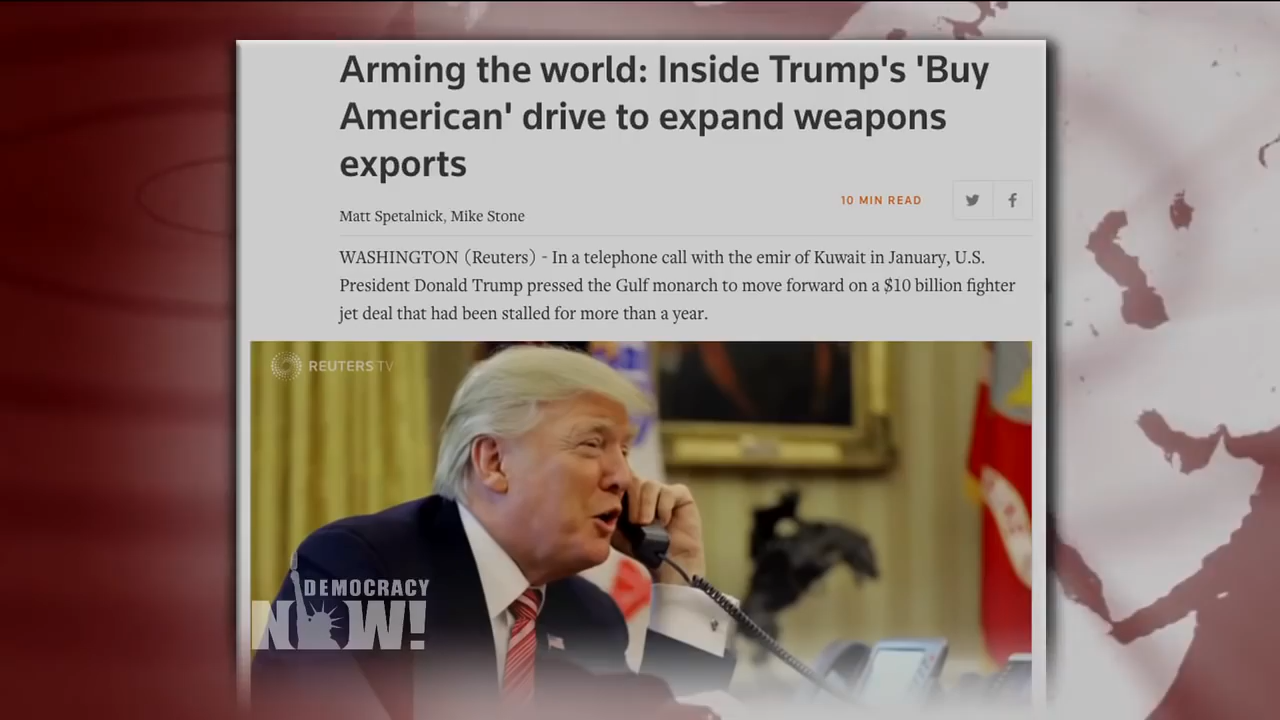 Arming the world: Inside Trump's 'Buy
American' drive to expand weapons
exports
10 MIN READ
Matt Spetalnick, Mike Stone
WASHINGTON (Reuters) - In a telephone call with the emir of Kuwait in January, U.S.
President Donald Trump pressed the Gulf monarch to move forward on a $10 billion fighter
jet deal that had been stalled for more than a year.
REUTERS TV
DEMOCRACY
NOW!